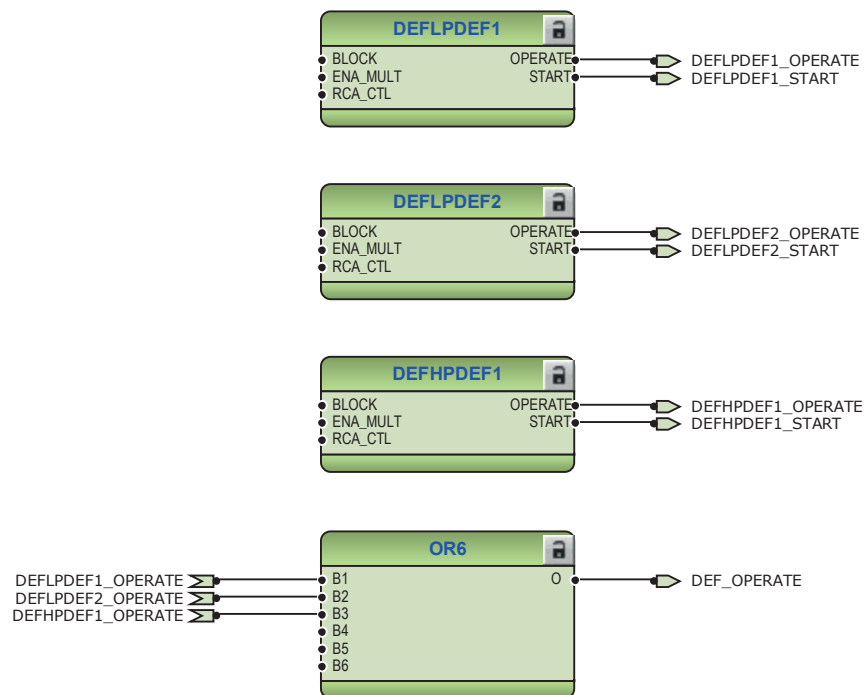 DEFLPDEF1
BLOCK OPERATE DEFLPDEF1_OPERATE
ENA_MULT START DEFLPDEF1_START
RCA_CTL
DEFLPDEF2
BLOCK OPERATE DEFLPDEF2_OPERATE
ENA_MULT START DEFLPDEF2_START
RCA_CTL
DEFHPDEF1
BLOCK OPERATE DEFHPDEF1_OPERATE
ENA_MULT START DEFHPDEF1_START
RCA_CTL
OR6
DEFLPDEF1_OPERATE B1 O DEF_OPERATE
DEFLPDEF2_OPERATE B2
DEFHPDEF1_OPERATE B3
B4
B5
B6